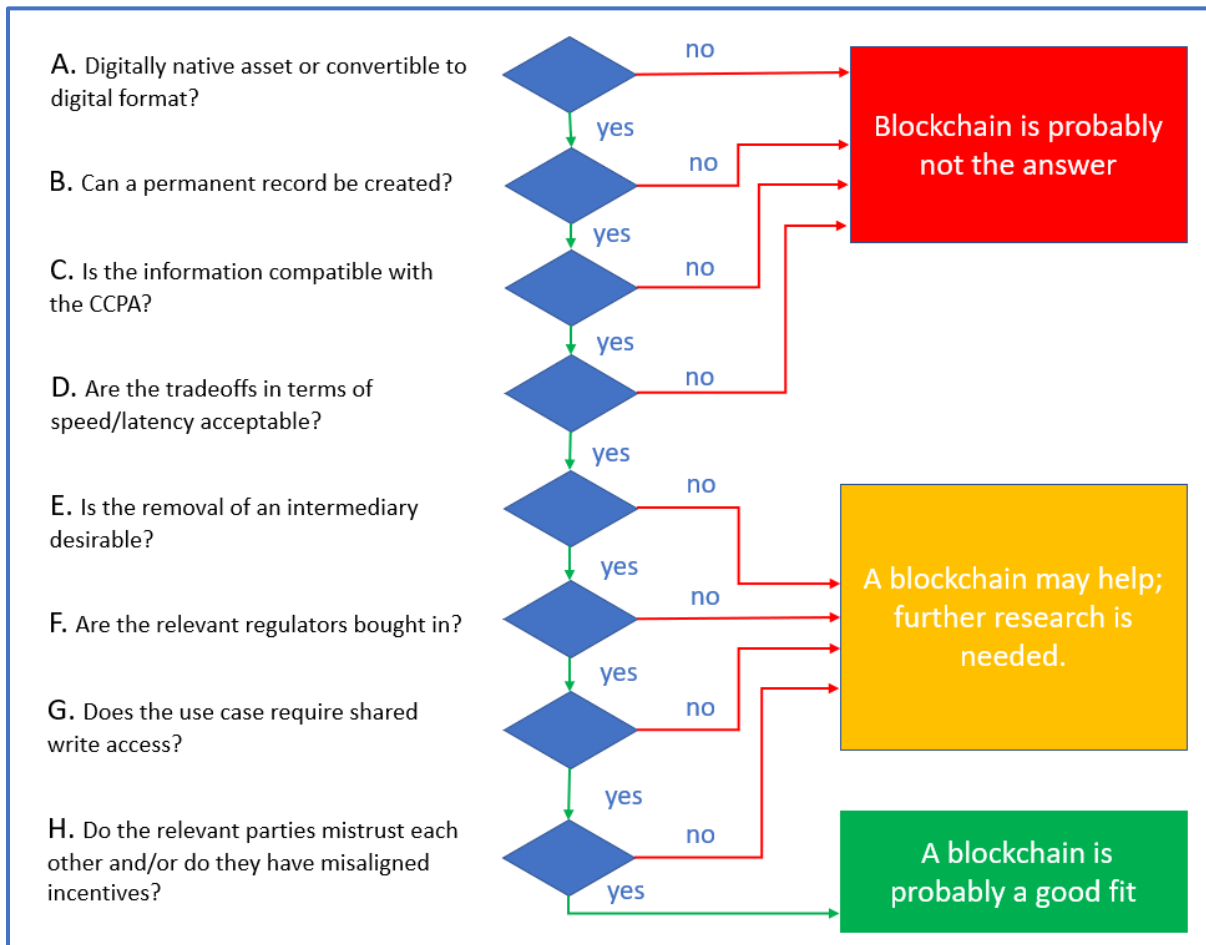 A. Digitally native asset or convertible to
digital format?
no
yes
Blockchain is probably
not the answer
B. Can a permanent record be created?
no
yes
C. Is the information compatible with
the CCPA?
no
yes
D. Are the tradeoffs in terms of
speed/latency acceptable?
no
yes
E. Is the removal of an intermediary
desirable?
no
yes
A blockchain may help;
further research is
needed.
F. Are the relevant regulators bought in?
no
yes
G. Does the use case require shared
write access?
no
yes
H. Do the relevant parties mistrust each
other and/or do they have misaligned
incentives?
no
yes
A blockchain is
probably a good fit